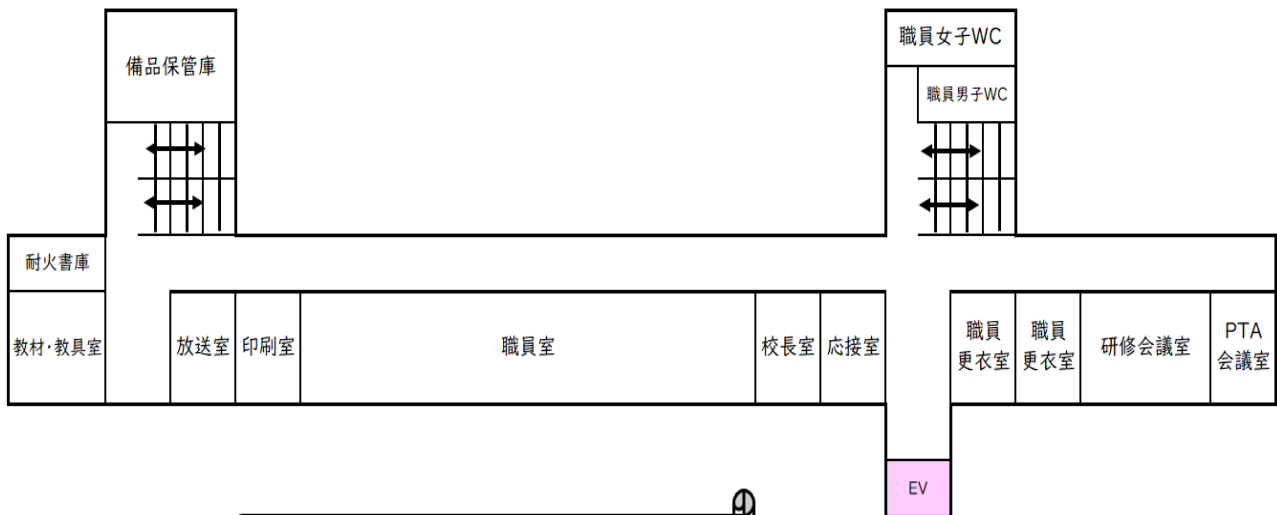 備品保管庫
職員女子WC
職員男子WC
耐火書庫
教材・教具室
放送室
印刷室
職員室
校長室
応接室
職員
更衣室
職員
更衣室
研修会議室
PTA
会議室
EV